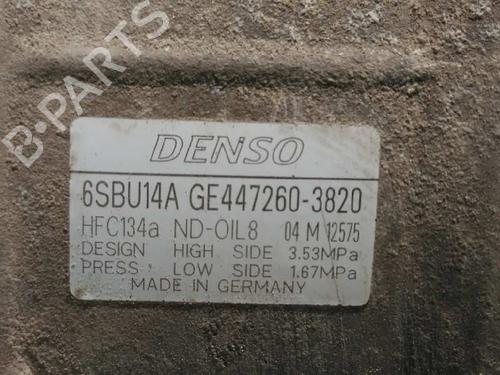 B-PARTS
DENSO
6SBU14A GE447260-3820
HFC134a ND-OIL8 04 M 12575
DESIGN HIGH SIDE 3.53MPa
PRESS LOW SIDE 1.67MPa
MADE IN GERMANY